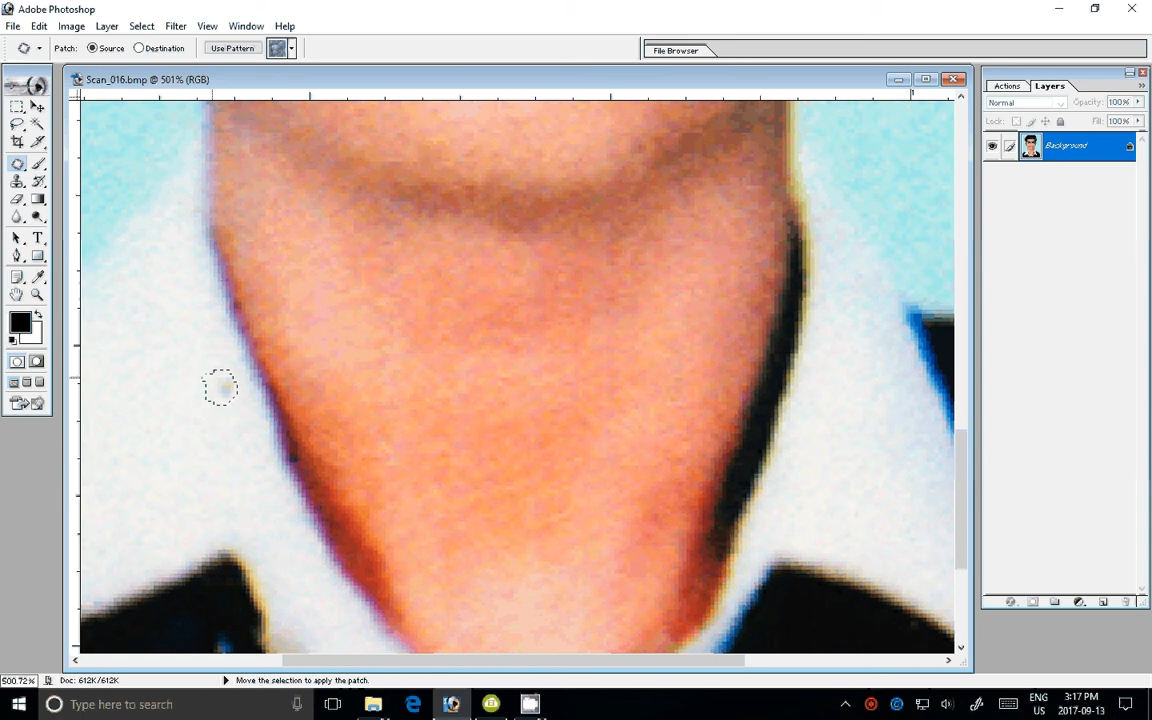 Adobe Photoshop
File Edit Image Layer Select Filter View Window Help
Patch: Source Destination Use Pattern File Browser
Scan_016.bmp @ 501% (RGB)
Actions Layers
Normal Opacity: 100%
Lock: Fill: 100%
Background
T
500.72% Doc: 612K/612K Move the selection to apply the patch.
Type here to search
ENG
US
3:17 PM
2017-09-13